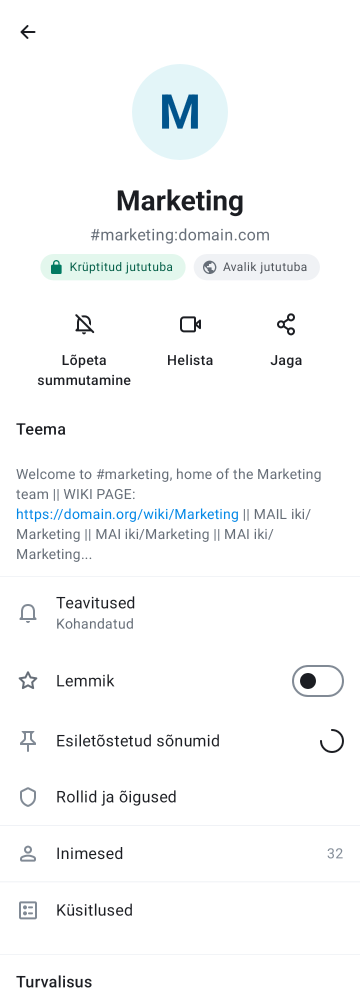 M
Marketing
#marketing:domain.com
Krüptitud jututuba
Avalik jututuba
Lõpeta
summutamine
Helista
Jaga
Teema
Welcome to #marketing, home of the Marketing
team || WIKI PAGE:
https://domain.org/wiki/Marketing || MAIL iki/
Marketing || MAI iki/Marketing || MAI iki/
Marketing...
Teavitused
Kohandatud
Lemmik
Esiletõstetud sõnumid
Rollid ja õigused
Inimesed
32
Küsitlused
Turvalisus